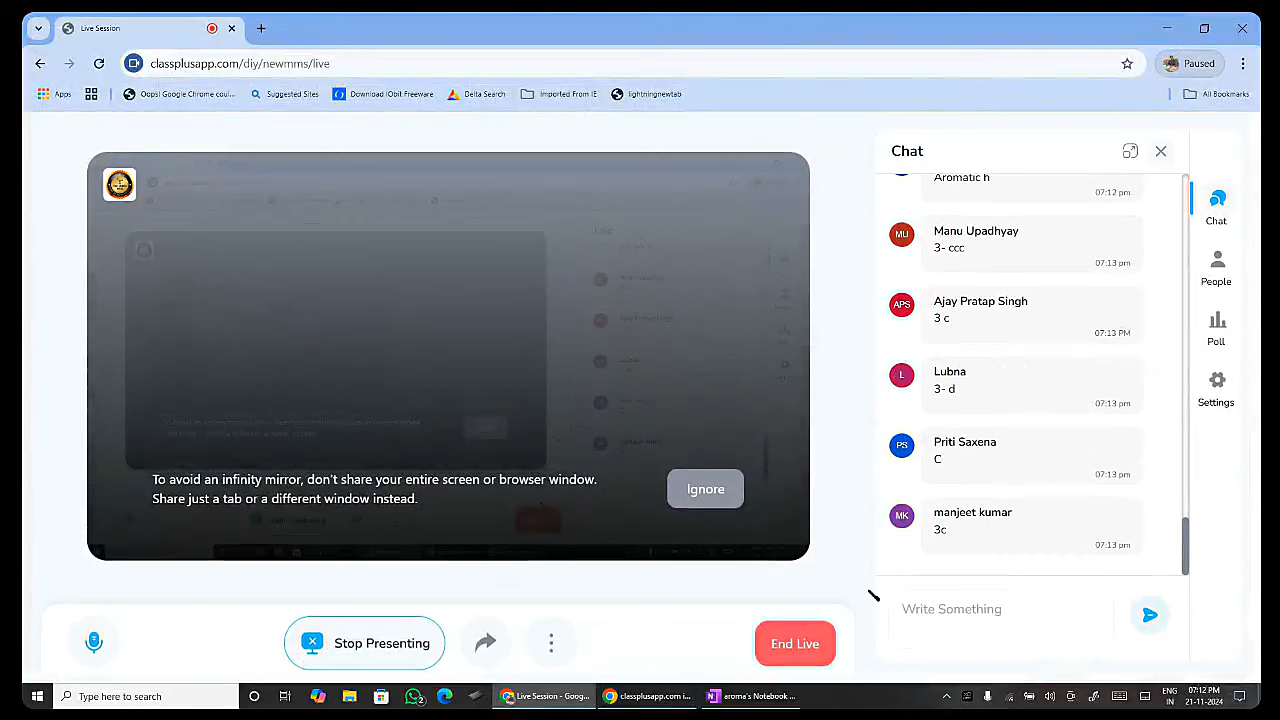 Live Session
classplusapp.com/diy/newmms/live
Paused
Apps
Oops! Google Chrome coul...
Suggested Sites
Download IObit Freeware
Delta Search
Imported From IE
lightningnewtab
All Bookmarks
To avoid an infinity mirror, don't share your entire screen or browser window.
Share just a tab or a different window instead.
Ignore
Stop Presenting
End Live
Chat
Aromatic h
07:12 pm
MU
Manu Upadhyay
3- ccc
07:13 pm
APS
Ajay Pratap Singh
3 c
07:13 PM
L
Lubna
3- d
07:13 pm
PS
Priti Saxena
C
07:13 pm
MK
manjeet kumar
3c
07:13 pm
Write Something
Chat
People
Poll
Settings
Type here to search
Live Session - Goog...
classplusapp.com i...
aroma's Notebook ...
ENG
IN
07:12 PM
21-11-2024